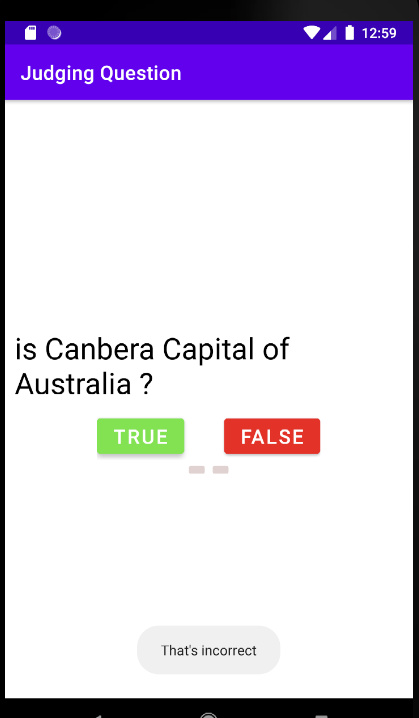 12:59
Judging Question
is Canbera Capital of
Australia ?
TRUE FALSE
That's incorrect